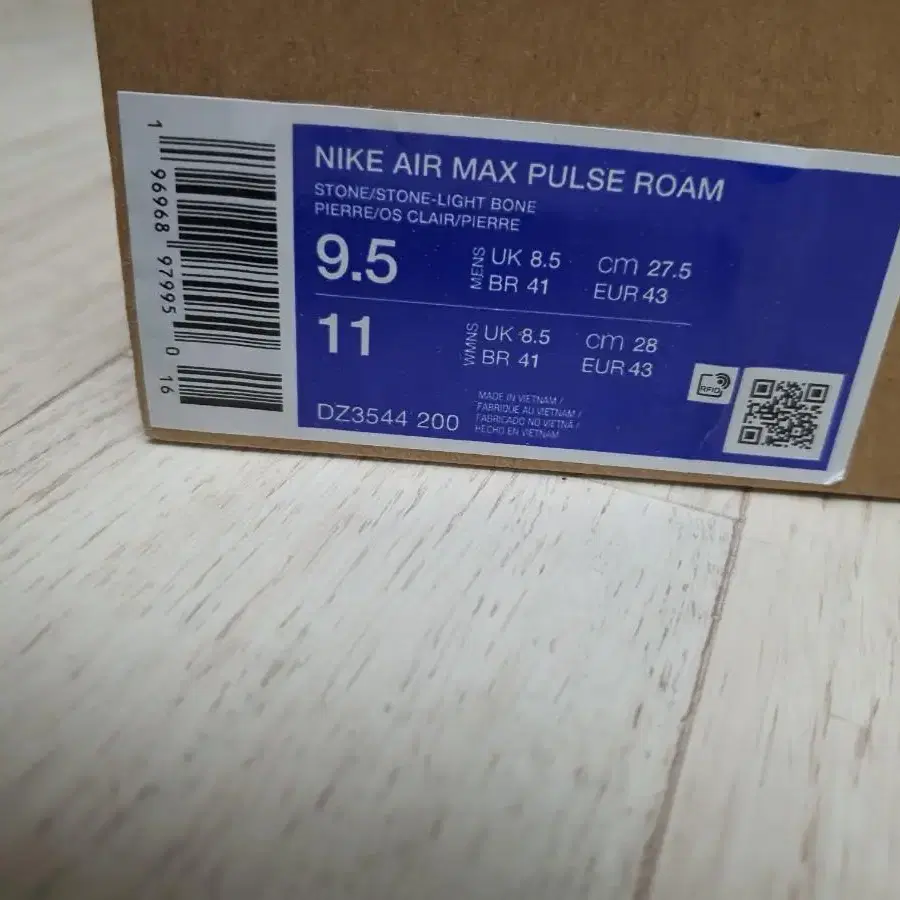 1 96968 97995 0 16
NIKE AIR MAX PULSE ROAM
STONE/STONE-LIGHT BONE
PIERRE/OS CLAIR/PIERRE
9.5 MENS UK 8.5 cm 27.5
BR 41 EUR 43
11 WMNS UK 8.5 cm 28
BR 41 EUR 43
DZ3544 200
MADE IN VIETNAM /
FABRIQUE AU VIETNAM /
FABRICADO NO VIETNÃ /
HECHO EN VIETNAM
RFID